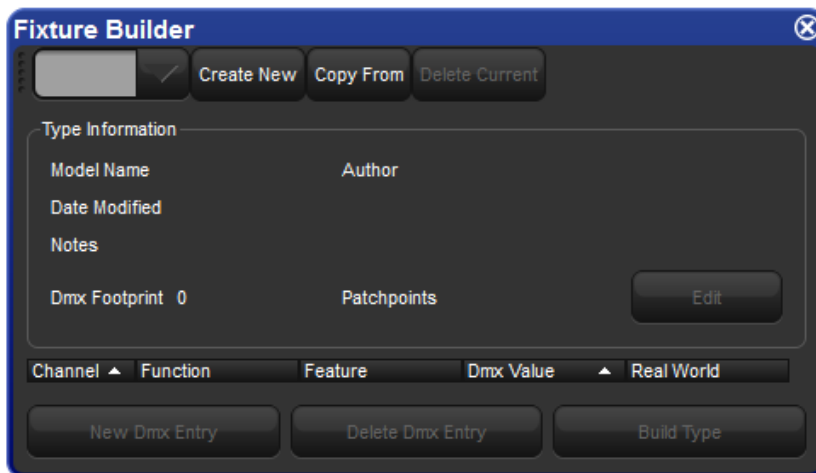 Fixture Builder
Create New Copy From Delete Current
Type Information
Model Name Author
Date Modified
Notes
Dmx Footprint 0 Patchpoints Edit
Channel Function Feature Dmx Value Real World
New Dmx Entry Delete Dmx Entry Build Type